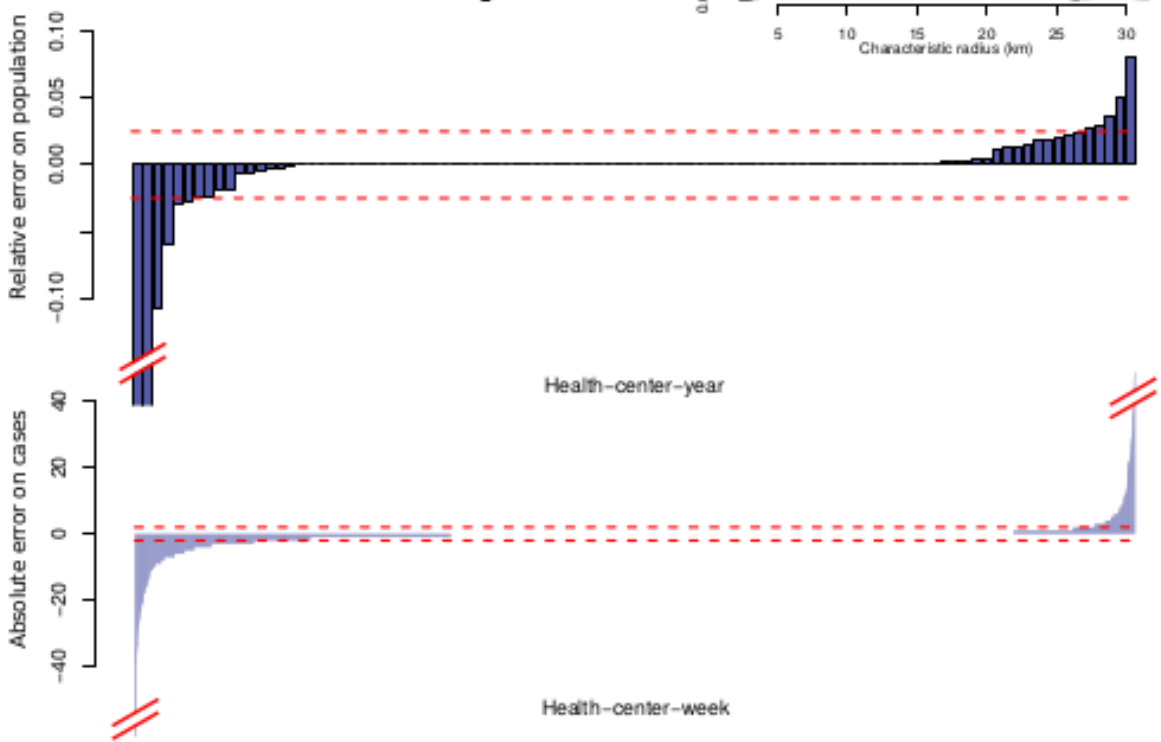 5 10 15 20 25 30
Characteristic radius (km)
Relative error on population
0.10
0.05
0.00
−0.10
Health−center−year
Absolute error on cases
40
20
0
−20
−40
Health−center−week